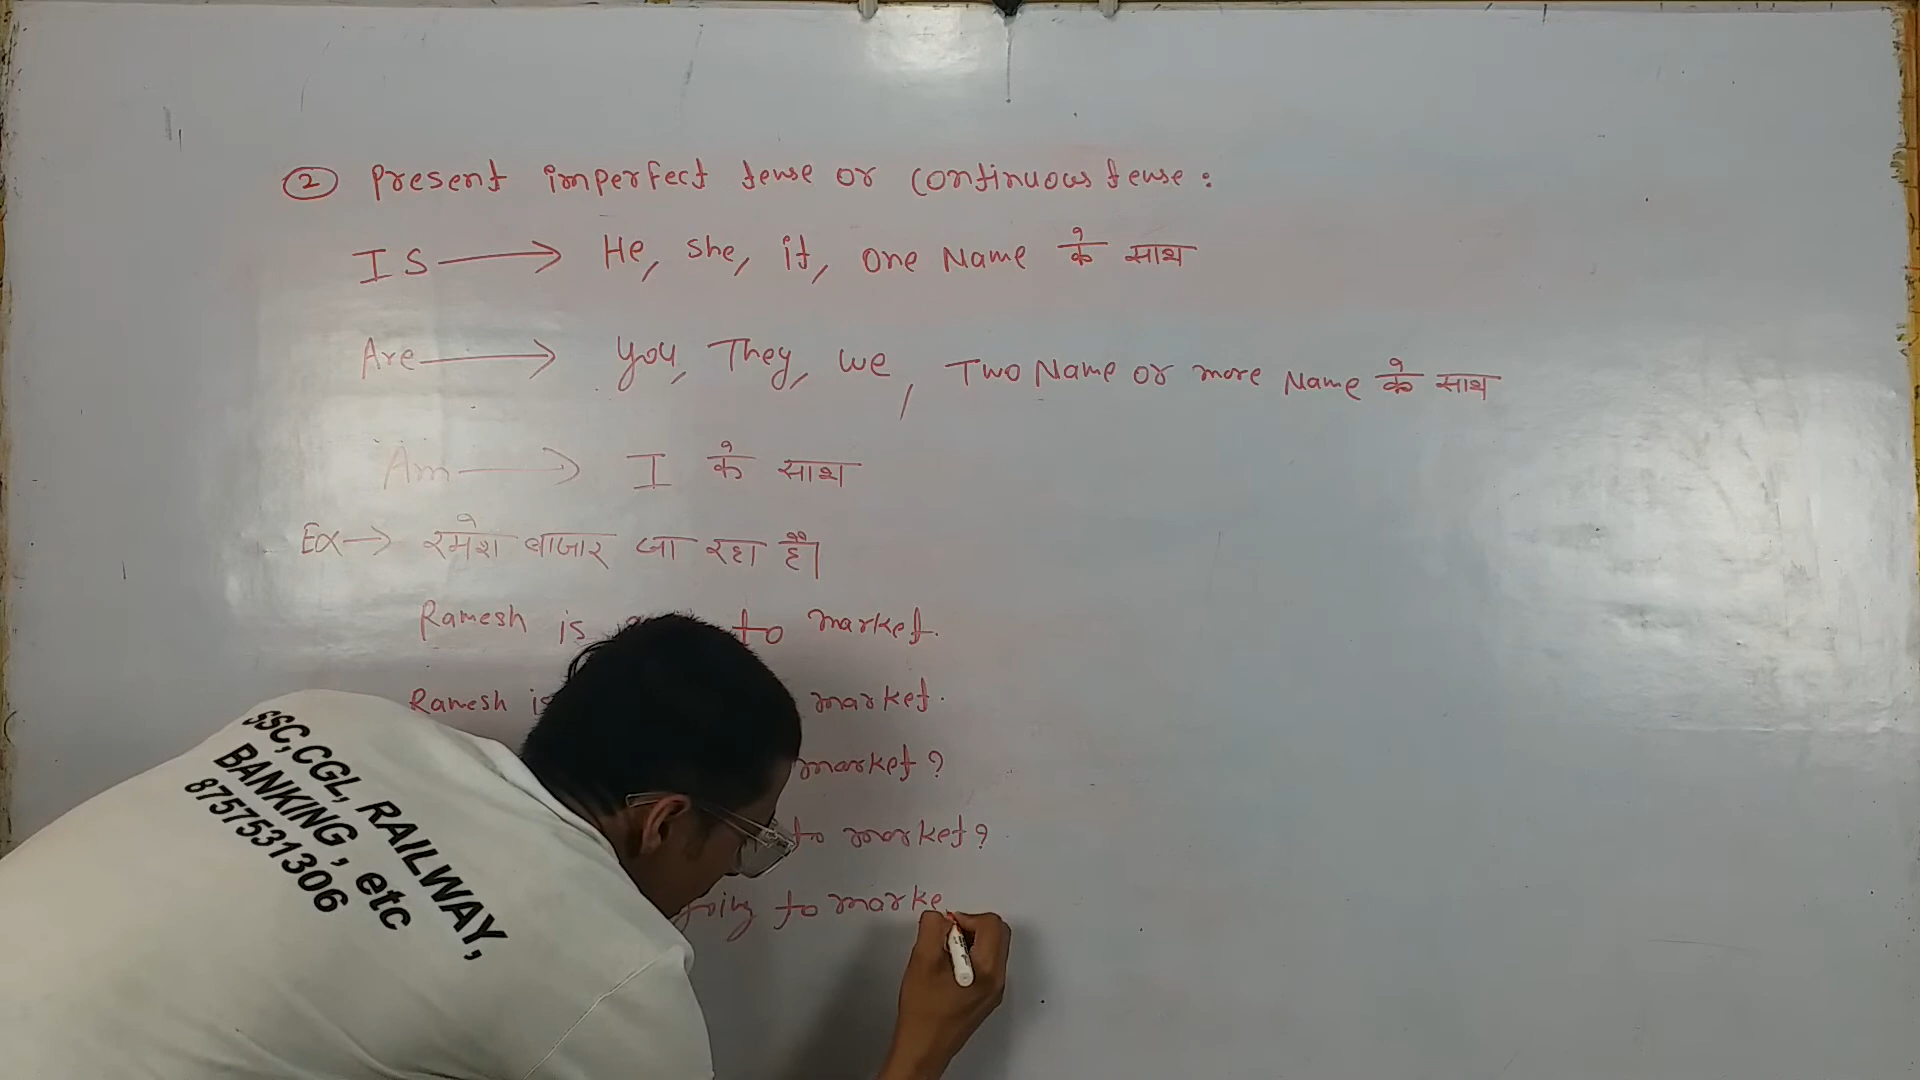 ② Present imperfect tense or continuous tense:
IS → He, she, it, one Name के साथ
Are → you, They, we, Two Name or more Name के साथ
Am → I के साथ
Ex → रमेश बाजार जा रहा है।
Ramesh is to market.
Ramesh is market.
market?
to market?
going to marke
SSC, CGL, RAILWAY,
BANKING, etc
8757531306